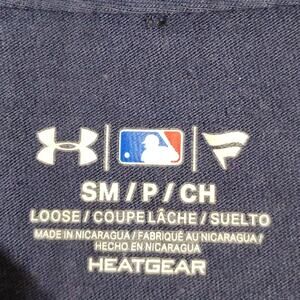 SM / P / CH
LOOSE / COUPE LÂCHE / SUELTO
MADE IN NICARAGUA / FABRIQUÉ AU NICARAGUA /
HECHO EN NICARAGUA
HEATGEAR